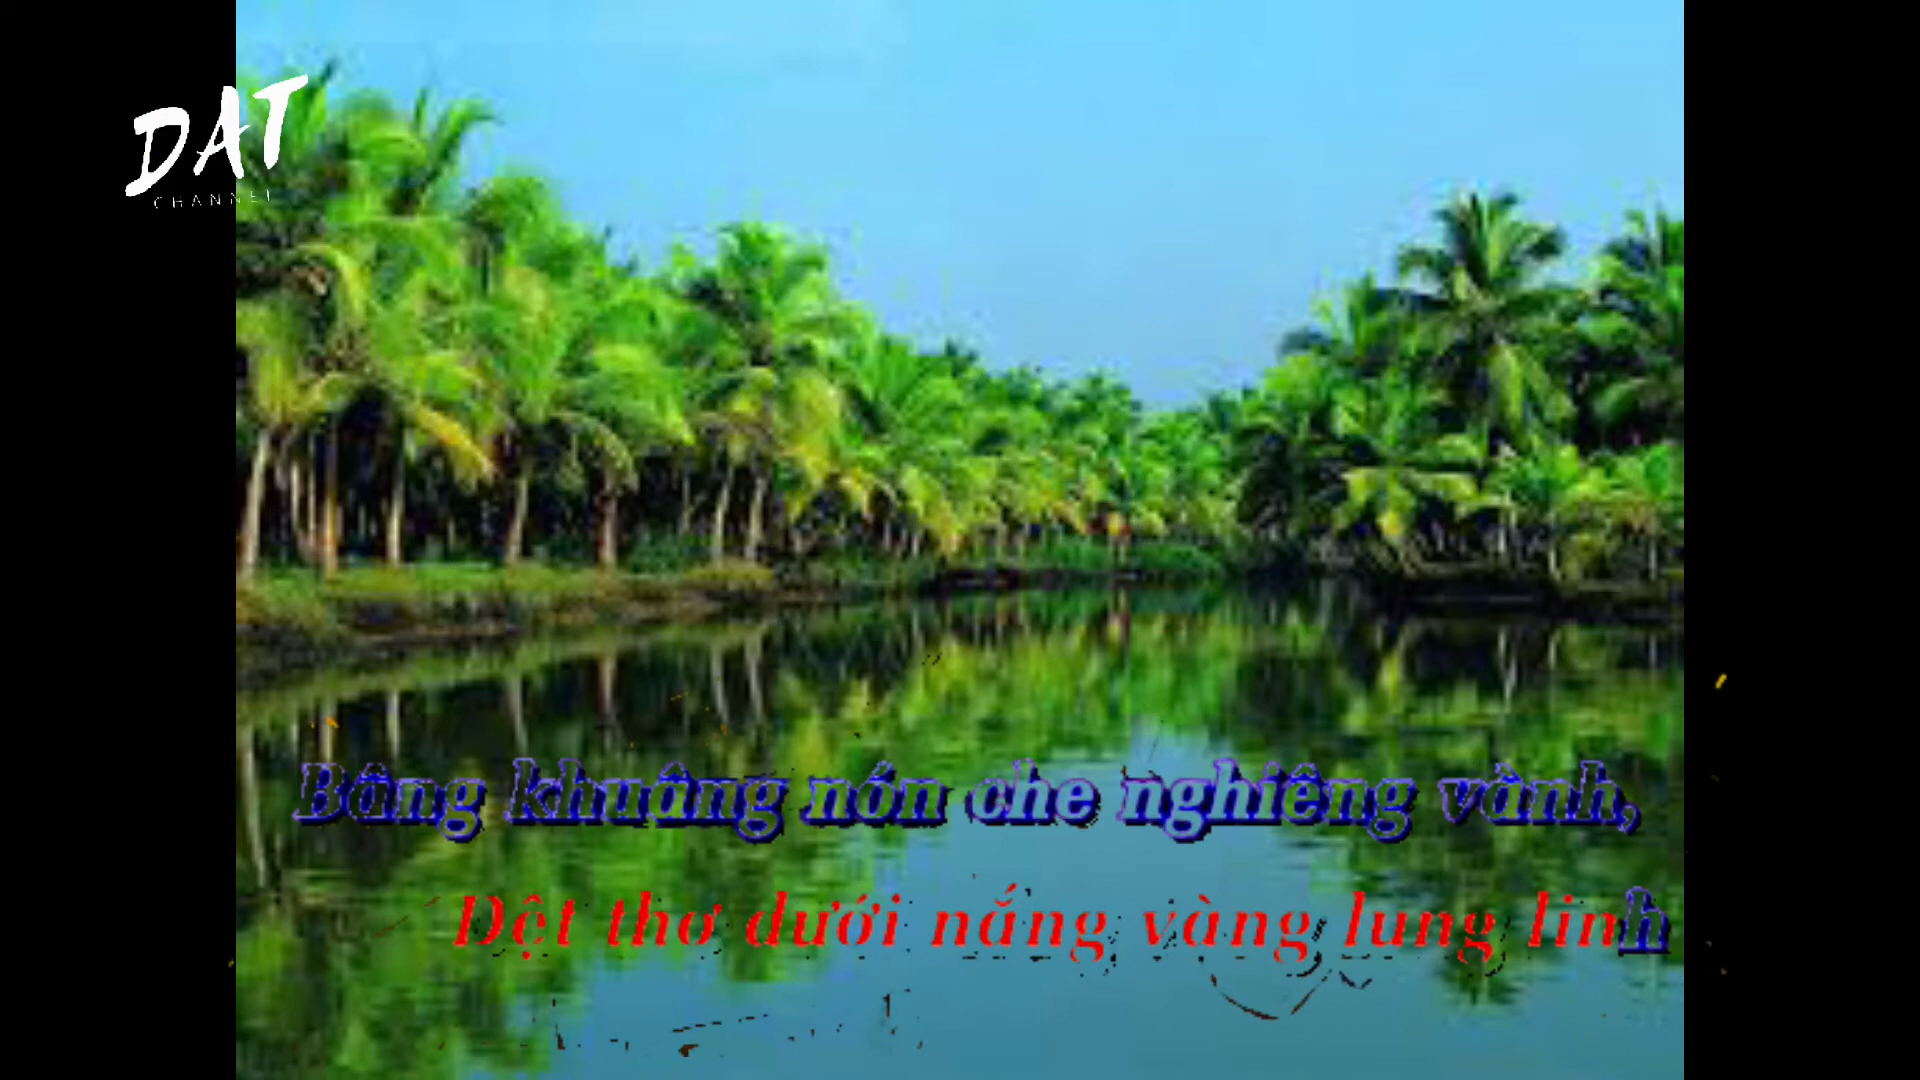 DAT
CHANNEL
Bâng khuâng nón che nghiêng vành,
Dệt thơ dưới nắng vàng lung linh